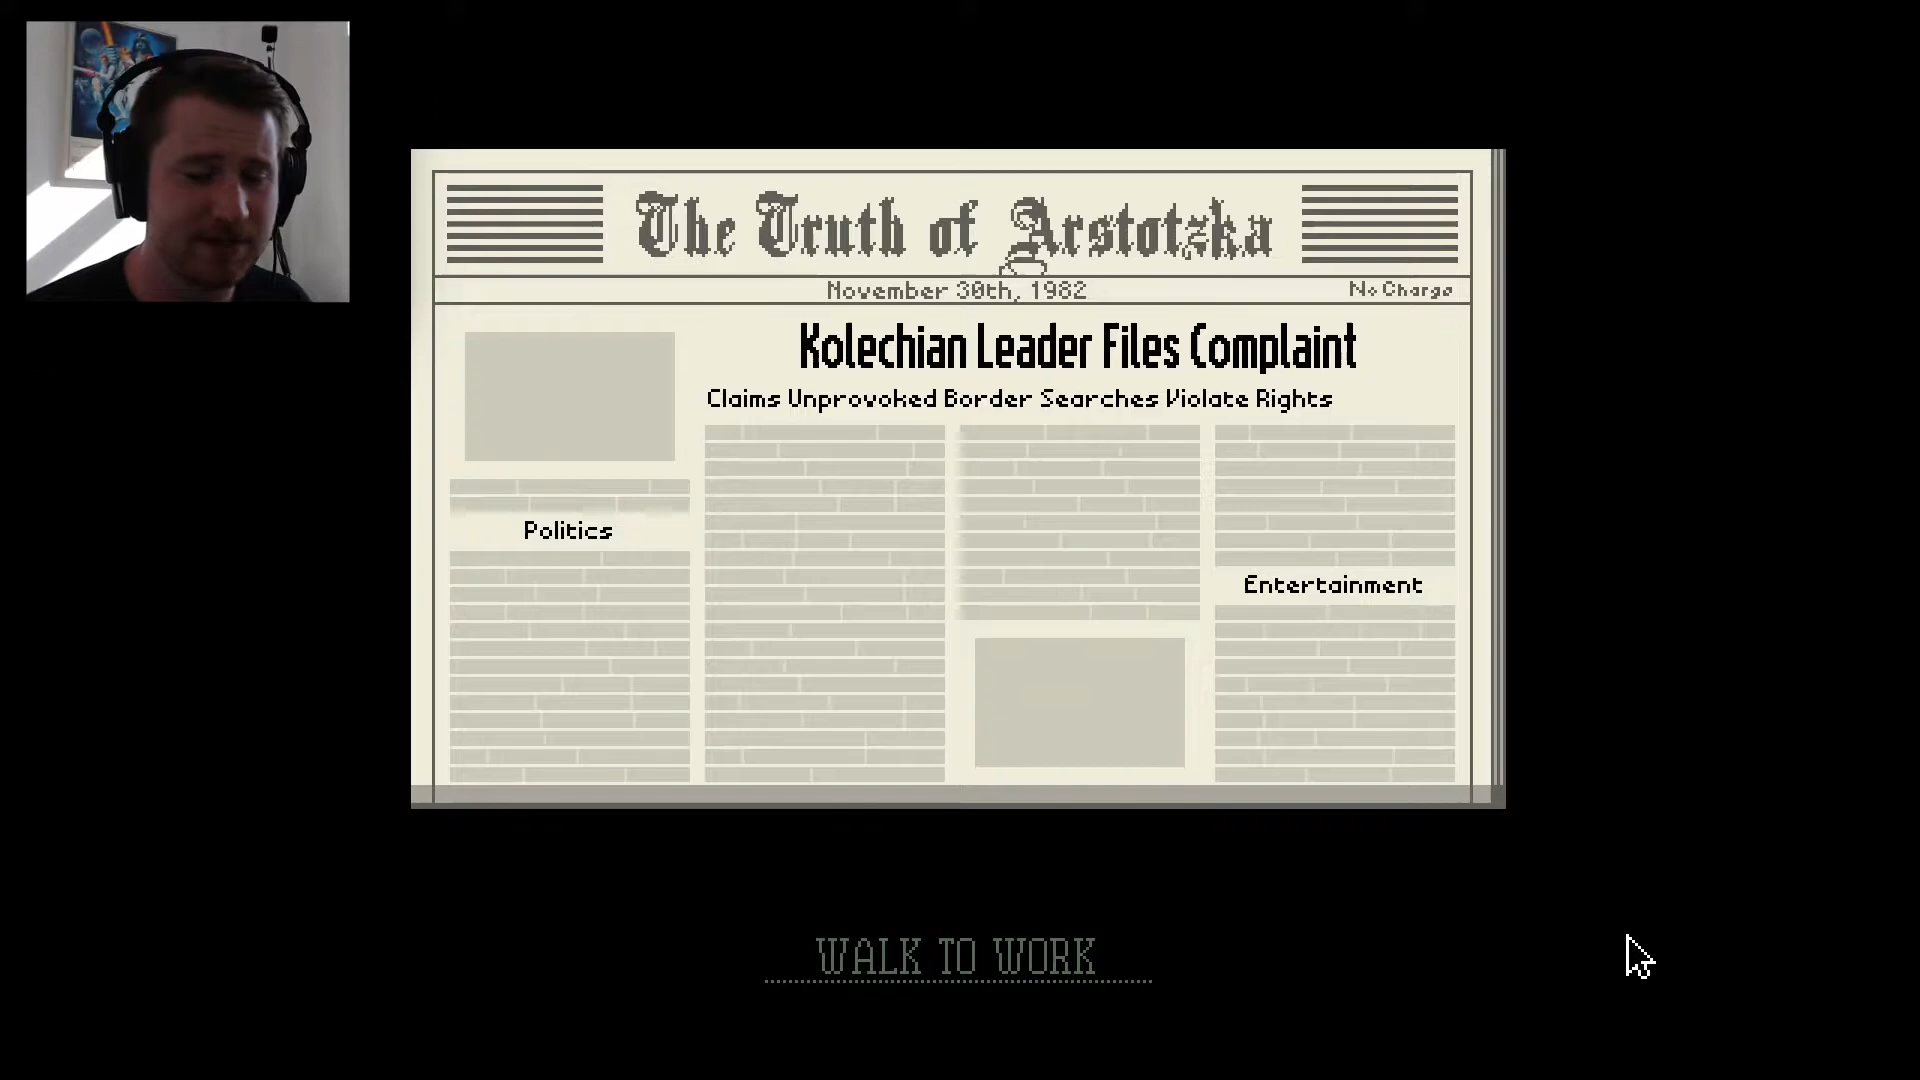 The Truth of Arstotzka
November 30th, 1982
No Charge
Kolechian Leader Files Complaint
Claims Unprovoked Border Searches Violate Rights
Politics
Entertainment
WALK TO WORK